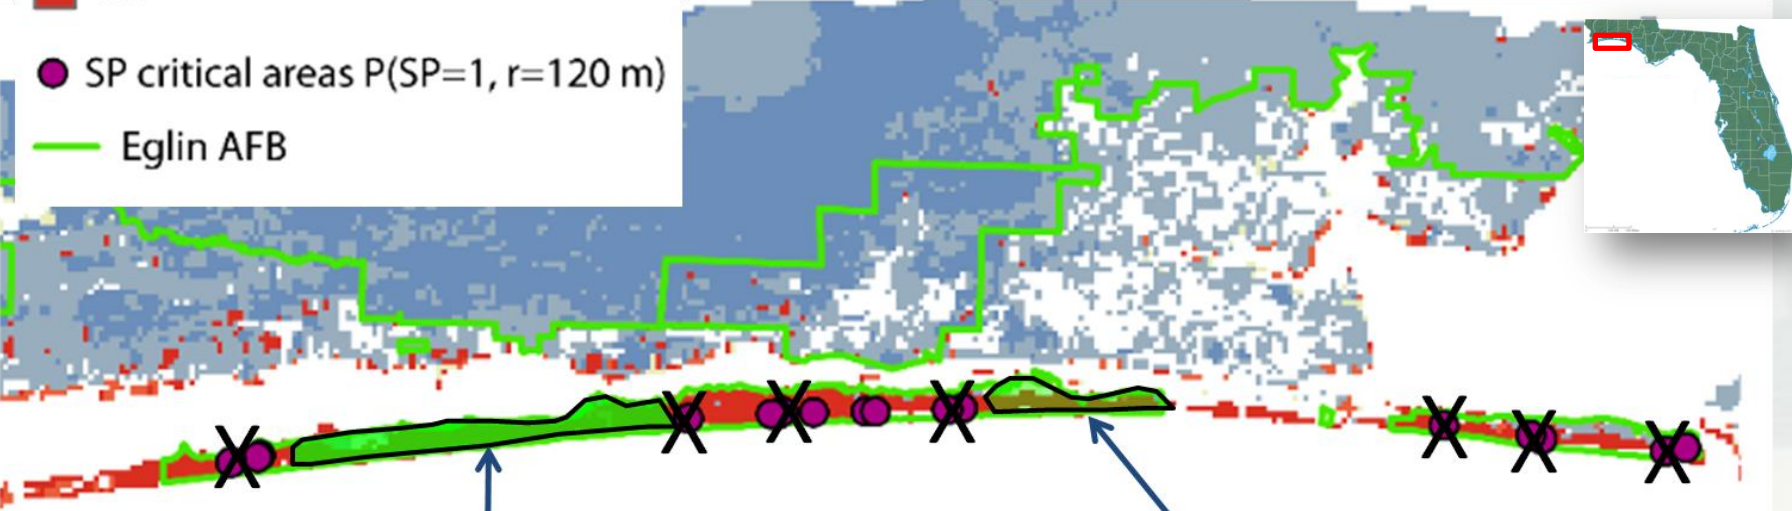 SP critical areas P(SP=1, r=120 m)
Eglin AFB